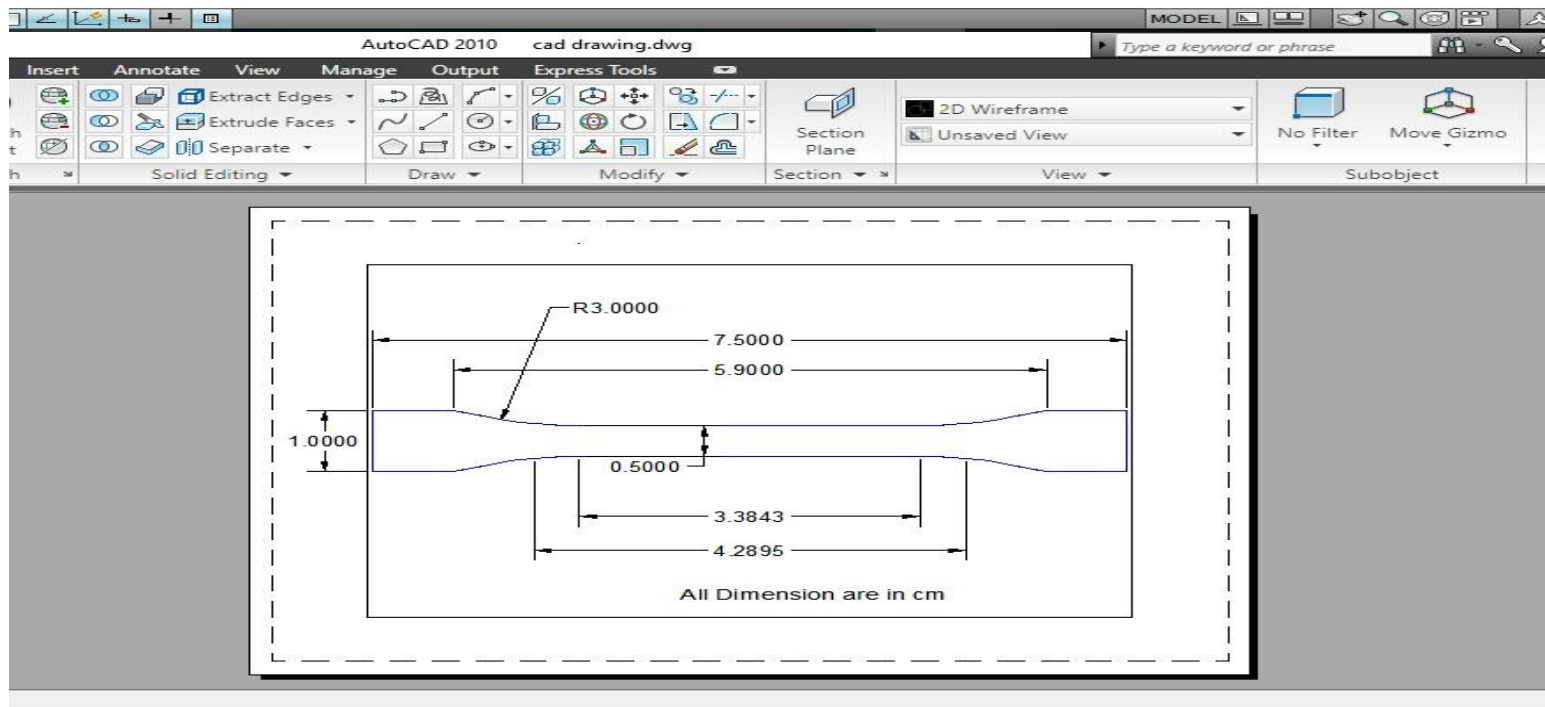 MODEL
AutoCAD 2010 cad drawing.dwg Type a keyword or phrase
Insert Annotate View Manage Output Express Tools
Extract Edges
Extrude Faces
Separate
Section
Plane
2D Wireframe
Unsaved View
No Filter Move Gizmo
h
t
h Solid Editing Draw Modify Section View Subobject
R3.0000
7.5000
5.9000
1.0000
0.5000
3.3843
4.2895
All Dimension are in cm